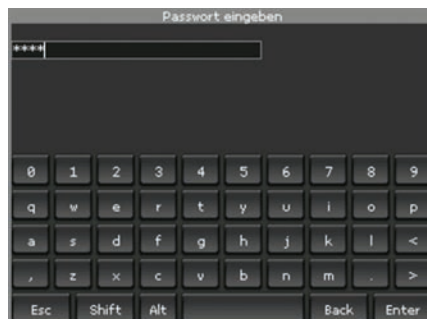 Passwort eingeben
****
0 1 2 3 4 5 6 7 8 9
q w e r t y u i o p
a s d f g h j k l <
, z x c v b n m . >
Esc Shift Alt Back Enter